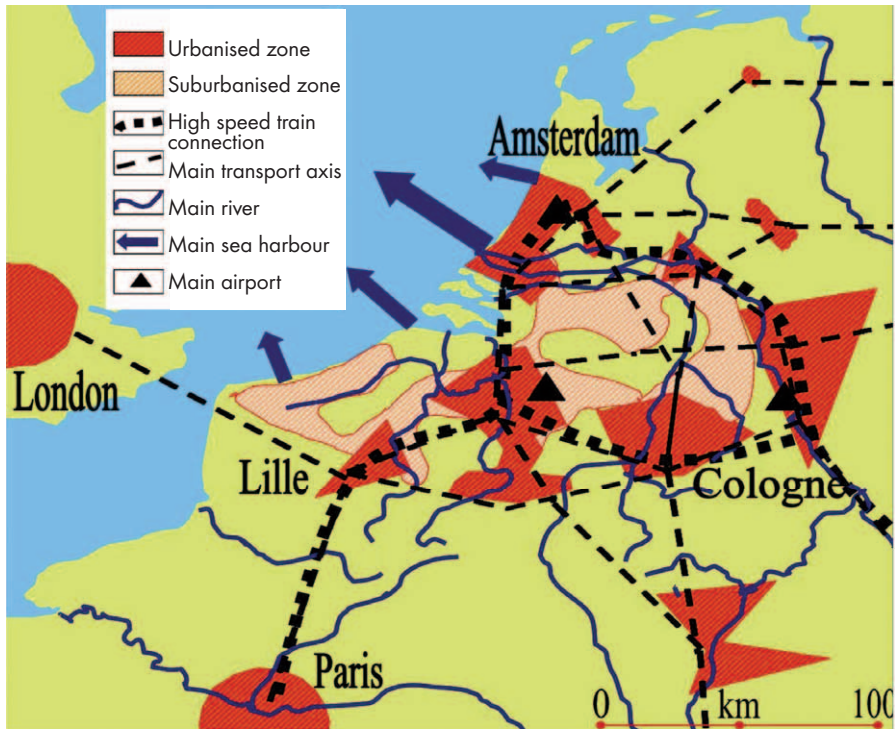 Urbanised zone
Suburbanised zone
High speed train
connection
Main transport axis
Main river
Main sea harbour
Main airport
Amsterdam
London
Lille
Cologne
Paris
0 km 100